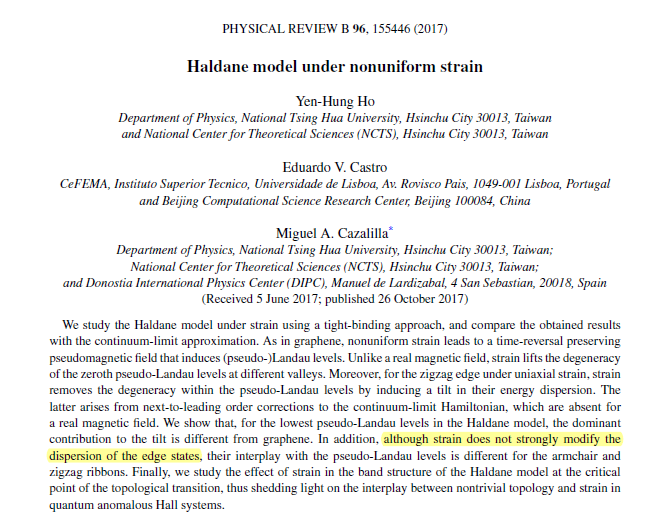 PHYSICAL REVIEW B 96, 155446 (2017)
Haldane model under nonuniform strain
Yen-Hung Ho
Department of Physics, National Tsing Hua University, Hsinchu City 30013, Taiwan
and National Center for Theoretical Sciences (NCTS), Hsinchu City 30013, Taiwan
Eduardo V. Castro
CeFEMA, Instituto Superior Tecnico, Universidade de Lisboa, Av. Rovisco Pais, 1049-001 Lisboa, Portugal
and Beijing Computational Science Research Center, Beijing 100084, China
Miguel A. Cazalilla*
Department of Physics, National Tsing Hua University, Hsinchu City 30013, Taiwan;
National Center for Theoretical Sciences (NCTS), Hsinchu City 30013, Taiwan;
and Donostia International Physics Center (DIPC), Manuel de Lardizabal, 4 San Sebastian, 20018, Spain
(Received 5 June 2017; published 26 October 2017)
We study the Haldane model under strain using a tight-binding approach, and compare the obtained results
with the continuum-limit approximation. As in graphene, nonuniform strain leads to a time-reversal preserving
pseudomagnetic field that induces (pseudo-)Landau levels. Unlike a real magnetic field, strain lifts the degeneracy
of the zeroth pseudo-Landau levels at different valleys. Moreover, for the zigzag edge under uniaxial strain, strain
removes the degeneracy within the pseudo-Landau levels by inducing a tilt in their energy dispersion. The
latter arises from next-to-leading order corrections to the continuum-limit Hamiltonian, which are absent for
a real magnetic field. We show that, for the lowest pseudo-Landau levels in the Haldane model, the dominant
contribution to the tilt is different from graphene. In addition, although strain does not strongly modify the
dispersion of the edge states, their interplay with the pseudo-Landau levels is different for the armchair and
zigzag ribbons. Finally, we study the effect of strain in the band structure of the Haldane model at the critical
point of the topological transition, thus shedding light on the interplay between nontrivial topology and strain in
quantum anomalous Hall systems.